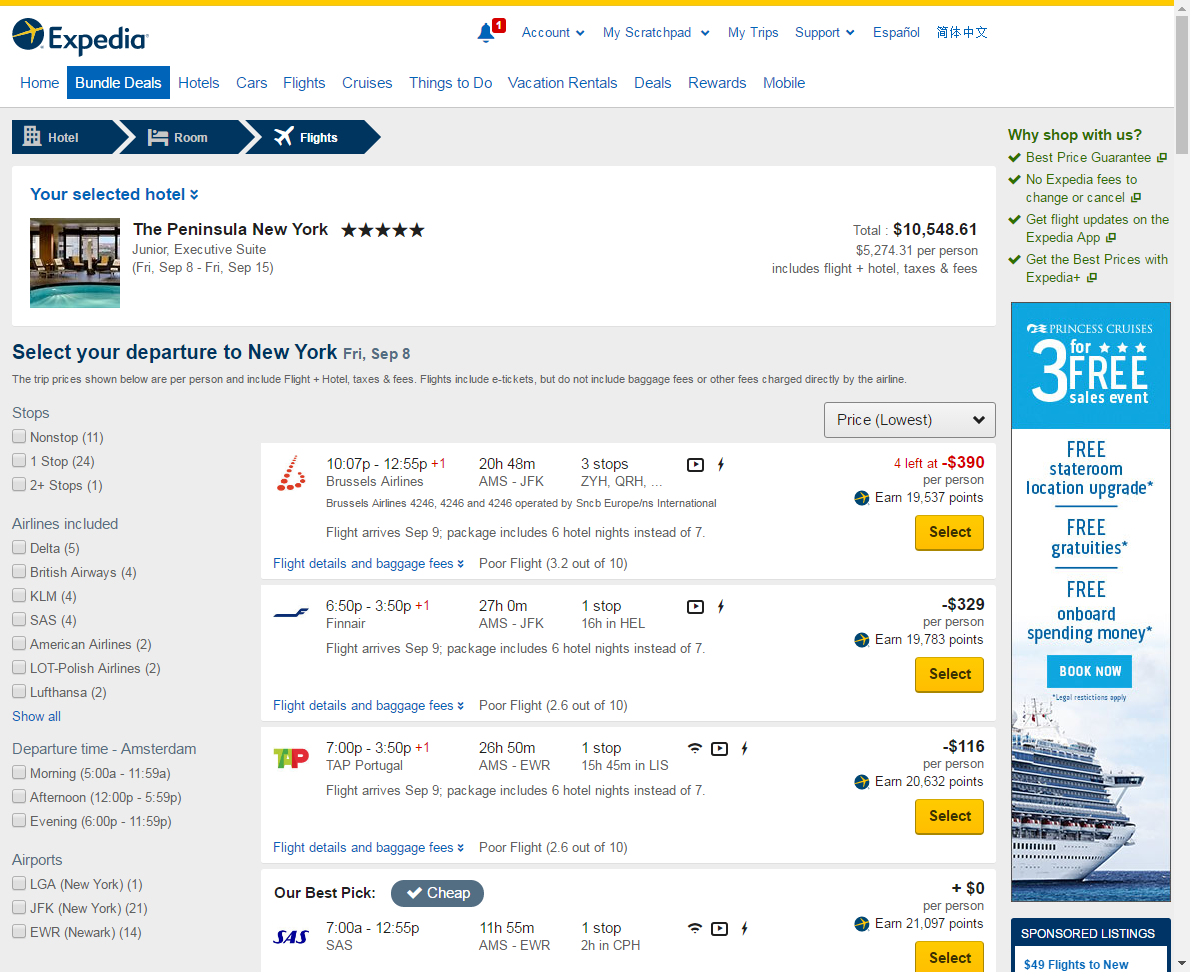 Expedia
1
Account
My Scratchpad
My Trips
Support
Español
简体中文
Home
Bundle Deals
Hotels
Cars
Flights
Cruises
Things to Do
Vacation Rentals
Deals
Rewards
Mobile
Hotel
Room
Flights
Your selected hotel
The Peninsula New York
Junior, Executive Suite
(Fri, Sep 8 - Fri, Sep 15)
Total : $10,548.61
$5,274.31 per person
includes flight + hotel, taxes & fees
Select your departure to New York Fri, Sep 8
The trip prices shown below are per person and include Flight + Hotel, taxes & fees. Flights include e-tickets, but do not include baggage fees or other fees charged directly by the airline.
Stops
Nonstop (11)
1 Stop (24)
2+ Stops (1)
Airlines included
Delta (5)
British Airways (4)
KLM (4)
SAS (4)
American Airlines (2)
LOT-Polish Airlines (2)
Lufthansa (2)
Show all
Departure time - Amsterdam
Morning (5:00a - 11:59a)
Afternoon (12:00p - 5:59p)
Evening (6:00p - 11:59p)
Airports
LGA (New York) (1)
JFK (New York) (21)
EWR (Newark) (14)
Price (Lowest)
10:07p - 12:55p +1
Brussels Airlines
20h 48m
AMS - JFK
3 stops
ZYH, QRH, ...
Brussels Airlines 4246, 4246 and 4246 operated by Sncb Europe/ns International
Flight arrives Sep 9; package includes 6 hotel nights instead of 7.
Flight details and baggage fees
Poor Flight (3.2 out of 10)
4 left at -$390
per person
Earn 19,537 points
Select
6:50p - 3:50p +1
Finnair
27h 0m
AMS - JFK
1 stop
16h in HEL
Flight arrives Sep 9; package includes 6 hotel nights instead of 7.
Flight details and baggage fees
Poor Flight (2.6 out of 10)
-$329
per person
Earn 19,783 points
Select
TAP
7:00p - 3:50p +1
TAP Portugal
26h 50m
AMS - EWR
1 stop
15h 45m in LIS
Flight arrives Sep 9; package includes 6 hotel nights instead of 7.
Flight details and baggage fees
Poor Flight (2.6 out of 10)
-$116
per person
Earn 20,632 points
Select
Our Best Pick:
Cheap
SAS
7:00a - 12:55p
SAS
11h 55m
AMS - EWR
1 stop
2h in CPH
+ $0
per person
Earn 21,097 points
Select
Why shop with us?
Best Price Guarantee
No Expedia fees to
change or cancel
Get flight updates on the
Expedia App
Get the Best Prices with
Expedia+
PRINCESS CRUISES
3 for FREE
sales event
FREE
stateroom
location upgrade*
FREE
gratuities*
FREE
onboard
spending money*
BOOK NOW
*Legal restictions apply
SPONSORED LISTINGS
$49 Flights to New